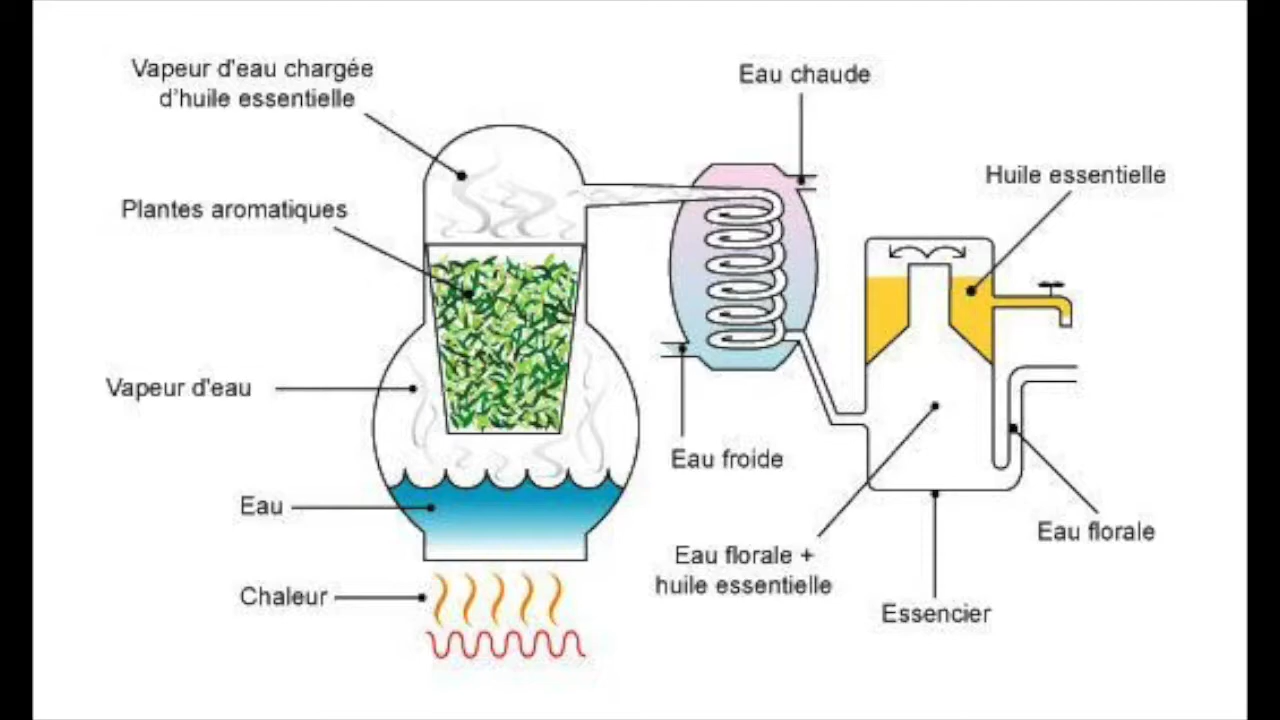 Vapeur d'eau chargée
d'huile essentielle
Plantes aromatiques
Vapeur d'eau
Eau
Chaleur
Eau chaude
Eau froide
Huile essentielle
Eau florale +
huile essentielle
Essencier
Eau florale